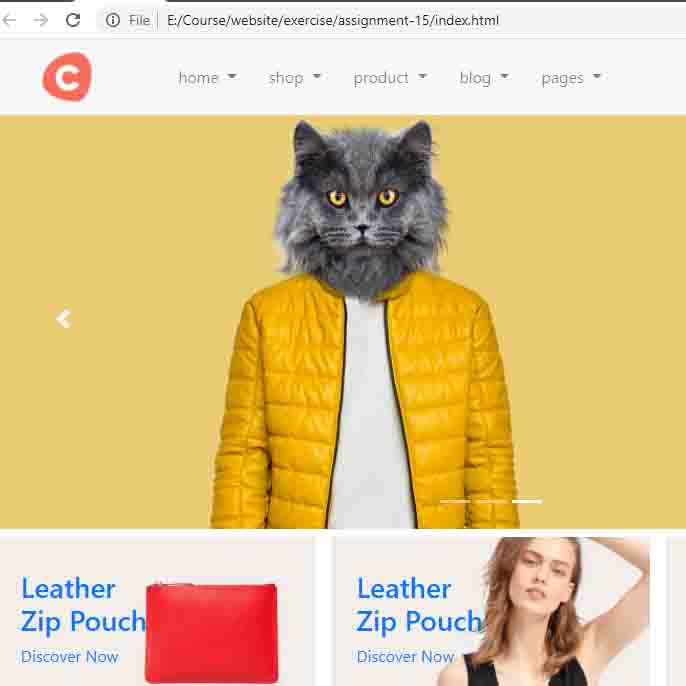 File E:/Course/website/exercise/assignment-15/index.html
C
home shop product blog pages
Leather
Zip Pouch
Discover Now
Leather
Zip Pouch
Discover Now